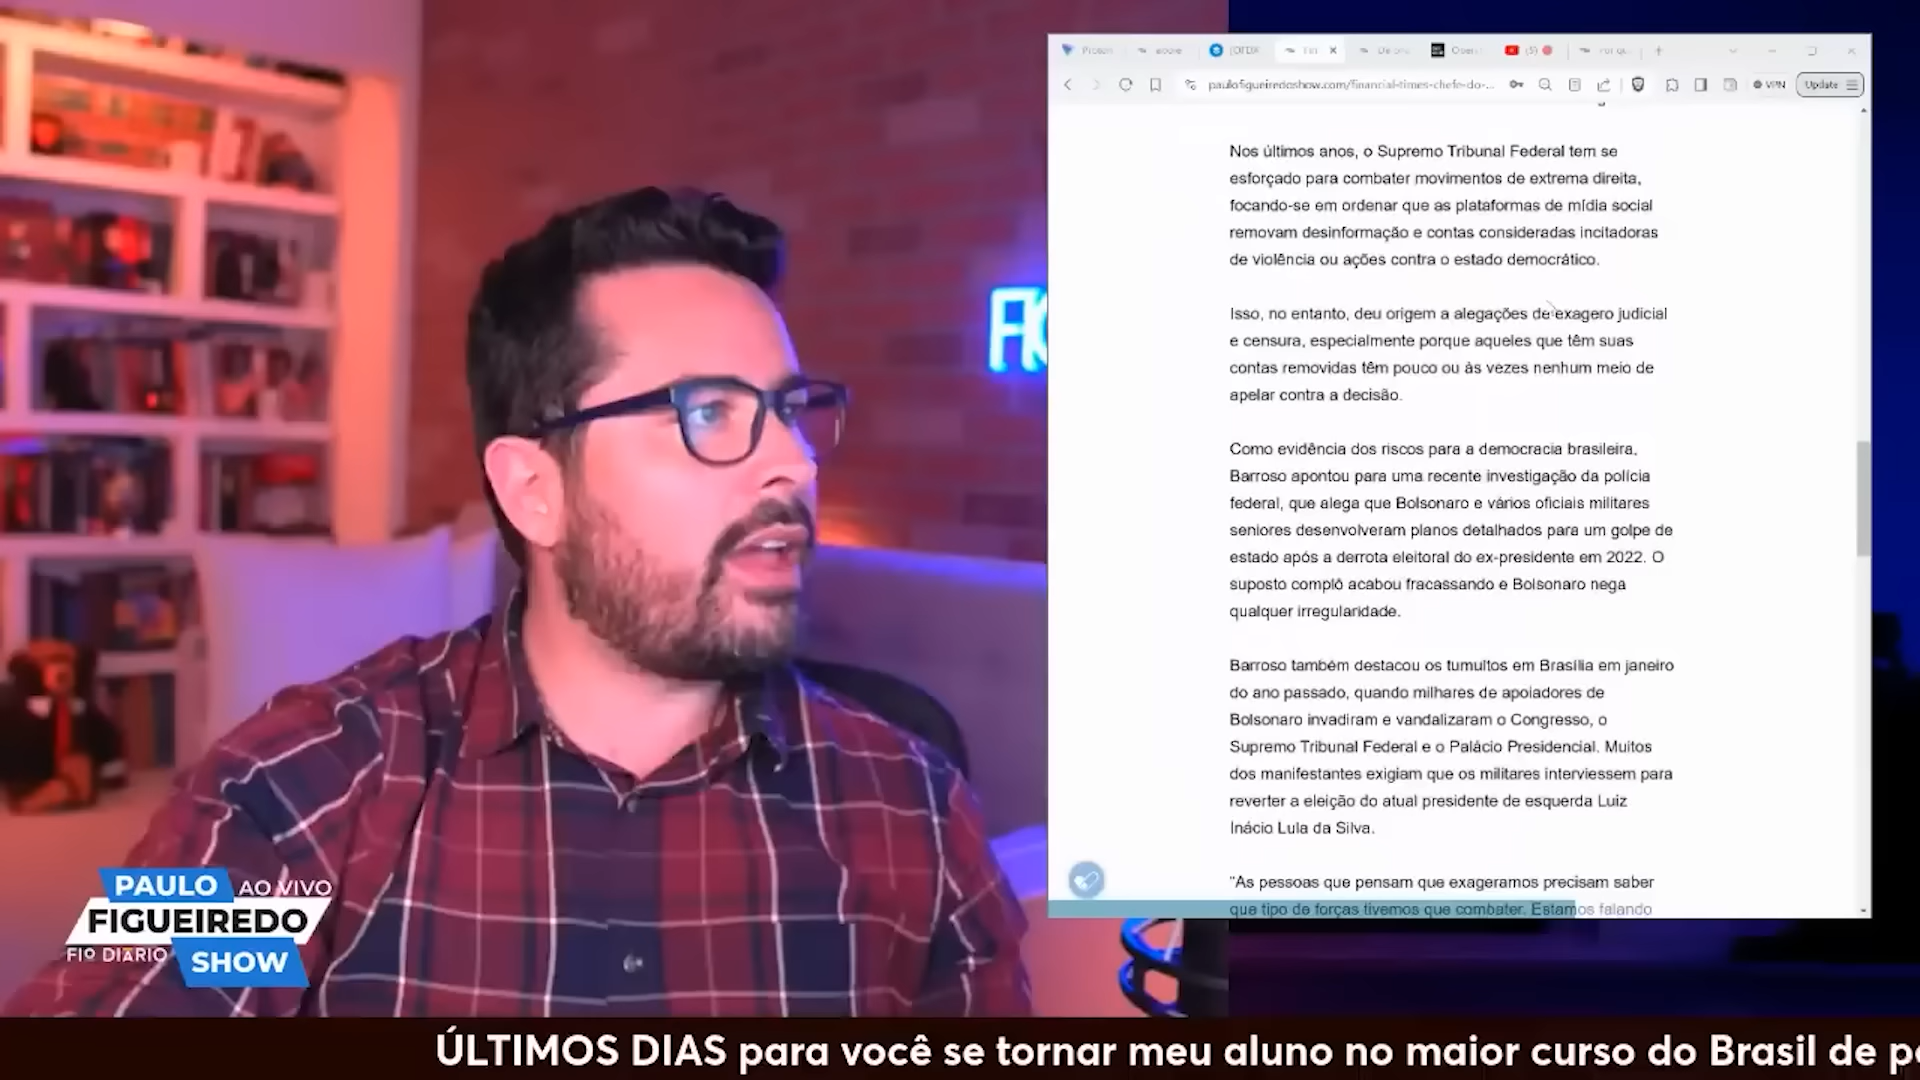 paulofigueiredoshow.com/financial-times-chefe-do-...
VPN
Update
Nos últimos anos, o Supremo Tribunal Federal tem se
esforçado para combater movimentos de extrema direita,
focando-se em ordenar que as plataformas de mídia social
removam desinformação e contas consideradas incitadoras
de violência ou ações contra o estado democrático.
Isso, no entanto, deu origem a alegações de exagero judicial
e censura, especialmente porque aqueles que têm suas
contas removidas têm pouco ou às vezes nenhum meio de
apelar contra a decisão.
Como evidência dos riscos para a democracia brasileira,
Barroso apontou para uma recente investigação da polícia
federal, que alega que Bolsonaro e vários oficiais militares
seniores desenvolveram planos detalhados para um golpe de
estado após a derrota eleitoral do ex-presidente em 2022. O
suposto complô acabou fracassando e Bolsonaro nega
qualquer irregularidade.
Barroso também destacou os tumultos em Brasília em janeiro
do ano passado, quando milhares de apoiadores de
Bolsonaro invadiram e vandalizaram o Congresso, o
Supremo Tribunal Federal e o Palácio Presidencial. Muitos
dos manifestantes exigiam que os militares interviessem para
reverter a eleição do atual presidente de esquerda Luiz
Inácio Lula da Silva.
"As pessoas que pensam que exageramos precisam saber
que tipo de forças tivemos que combater. Estamos falando
PAULO AO VIVO
FIGUEIREDO
FIO DIÁRIO SHOW
ÚLTIMOS DIAS para você se tornar meu aluno no maior curso do Brasil de